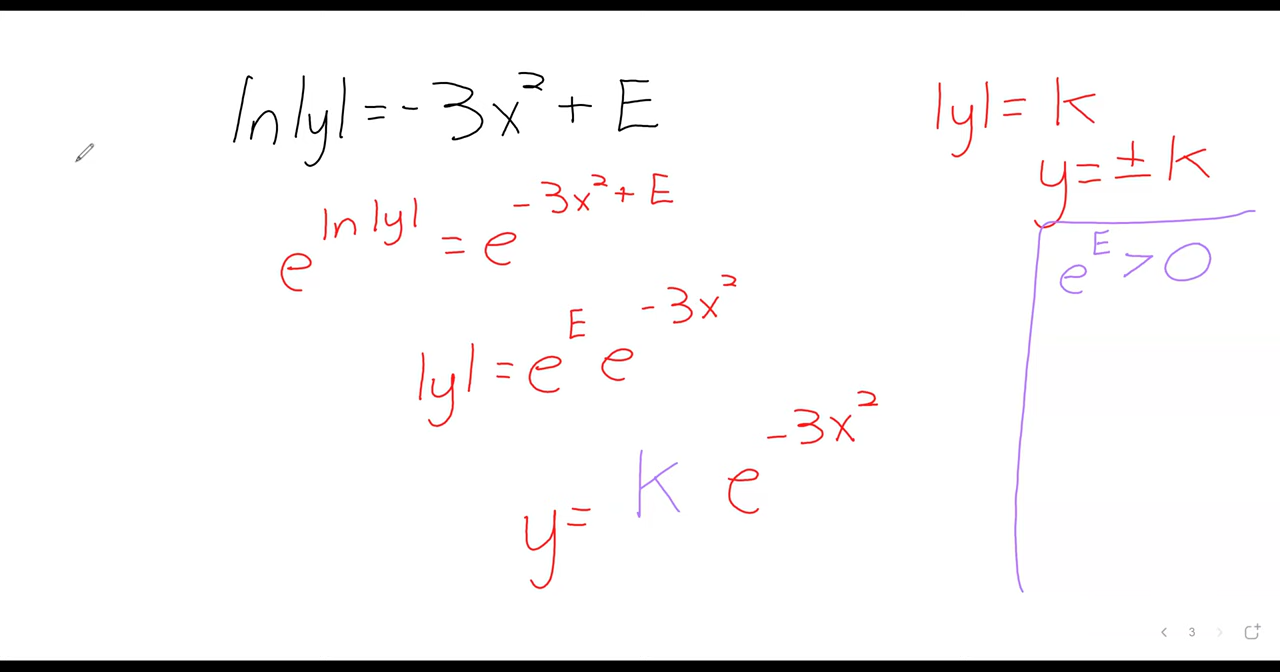 ln|y| = -3x² + E
e^{ln|y|} = e^{-3x² + E}
|y| = e^E e^{-3x²}
y = K e^{-3x²}
|y| = k
y = ± k
e^E > 0
3